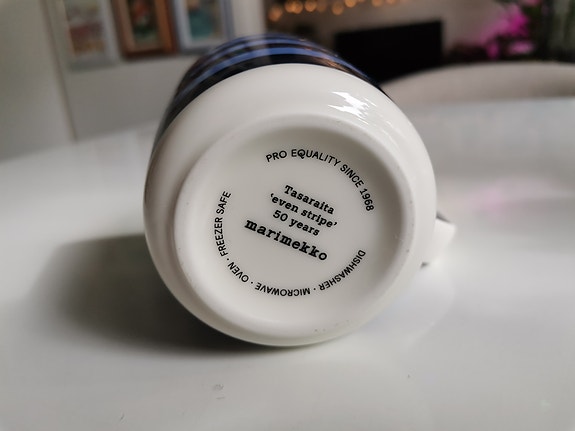 PRO EQUALITY SINCE 1968
Tasaraita
'even stripe'
50 years
marimekko
DISHWASHER · MICROWAVE · OVEN · FREEZER SAFE